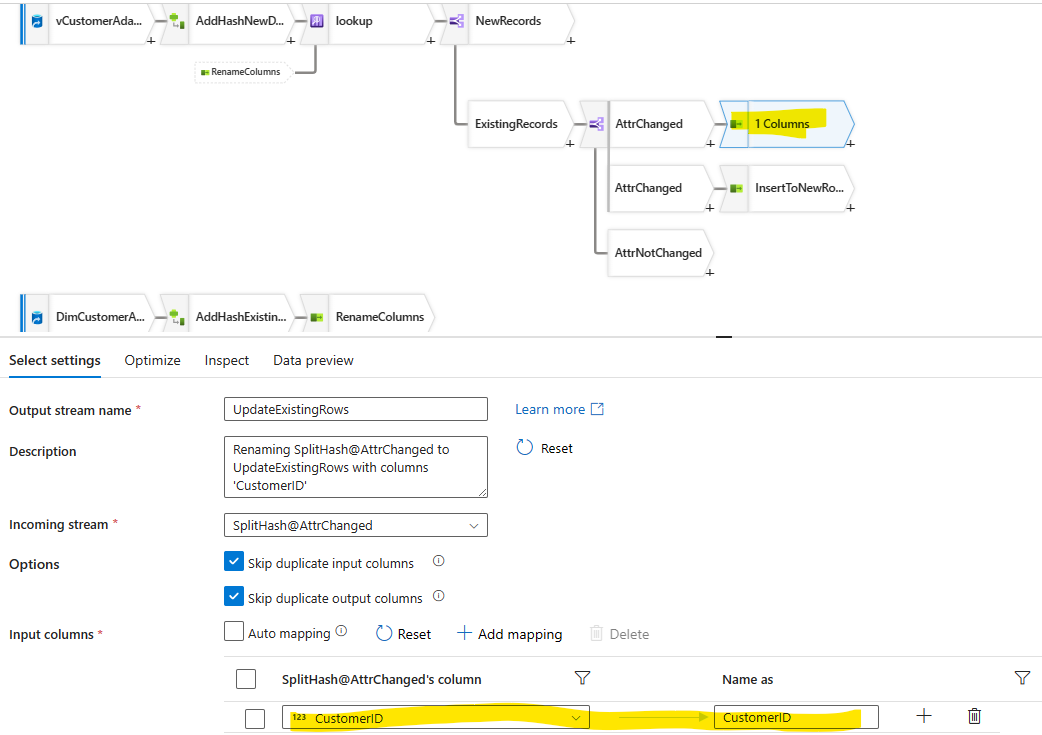 vCustomerAda...
AddHashNewD...
lookup
NewRecords
RenameColumns
ExistingRecords
AttrChanged
1 Columns
AttrChanged
InsertToNewRo...
AttrNotChanged
DimCustomerA...
AddHashExistin...
RenameColumns
Select settings Optimize Inspect Data preview
Output stream name * UpdateExistingRows Learn more
Description Renaming SplitHash@AttrChanged to
UpdateExistingRows with columns
'CustomerID'
Reset
Incoming stream * SplitHash@AttrChanged
Options Skip duplicate input columns
Skip duplicate output columns
Input columns * Auto mapping Reset + Add mapping Delete
SplitHash@AttrChanged's column Name as
123 CustomerID CustomerID